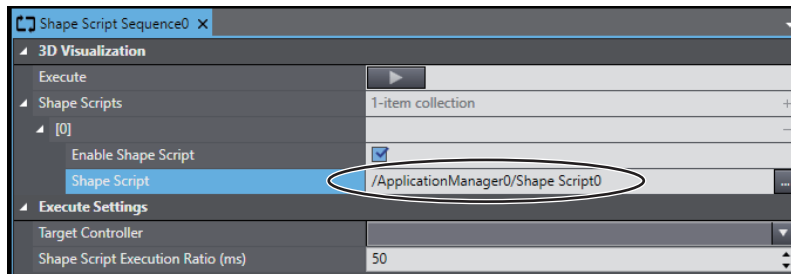 Shape Script Sequence0
3D Visualization
Execute
Shape Scripts 1-item collection +
[0] −
Enable Shape Script
Shape Script /ApplicationManager0/Shape Script0 ...
Execute Settings
Target Controller
Shape Script Execution Ratio (ms) 50